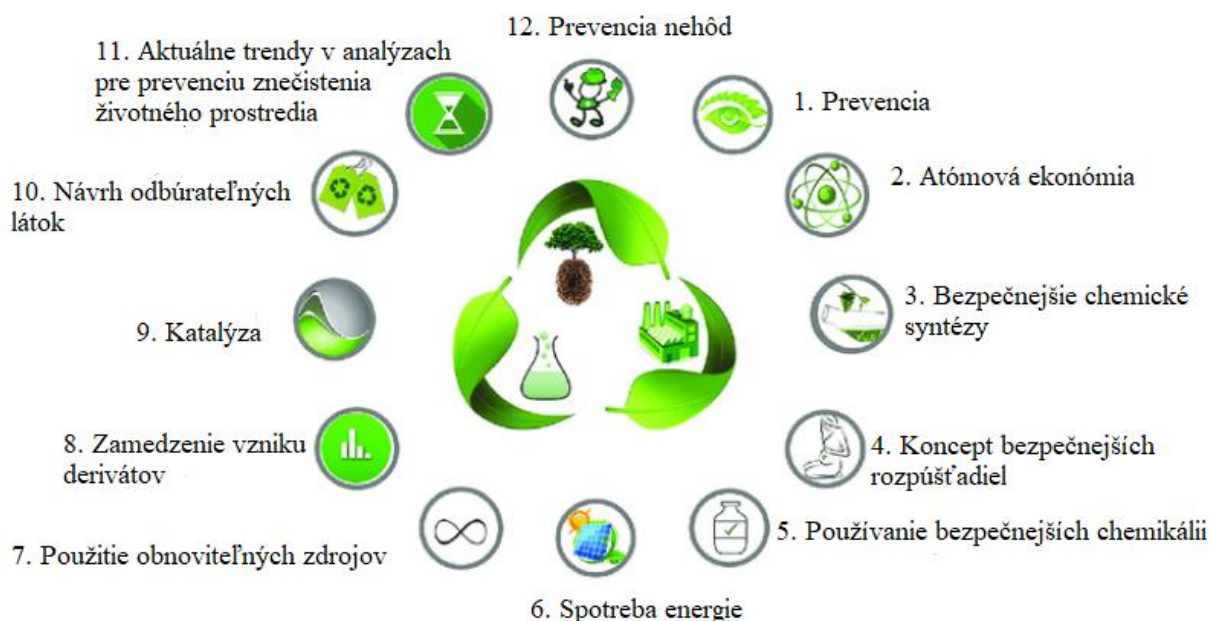 12. Prevencia nehôd
11. Aktuálne trendy v analýzach
pre prevenciu znečistenia
životného prostredia
1. Prevencia
2. Atómová ekonómia
10. Návrh odbúrateľných
látok
3. Bezpečnejšie chemické
syntézy
9. Katalýza
8. Zamedzenie vzniku
derivátov
4. Koncept bezpečnejších
rozpúšťadiel
5. Používanie bezpečnejších chemikálii
7. Použitie obnoviteľných zdrojov
6. Spotreba energie